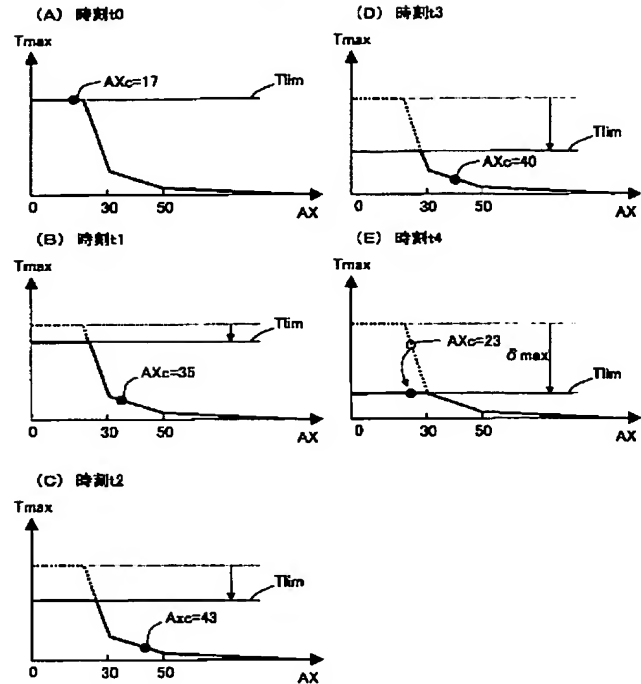 (A) 時刻t0
Tmax
AXc=17
Tlim
0
30
50
AX
(B) 時刻t1
Tmax
Tlim
AXc=35
0
30
50
AX
(C) 時刻t2
Tmax
Tlim
Axc=43
0
30
50
AX
(D) 時刻t3
Tmax
Tlim
AXc=40
0
30
50
AX
(E) 時刻t4
Tmax
AXc=23
δmax
Tlim
0
30
50
AX